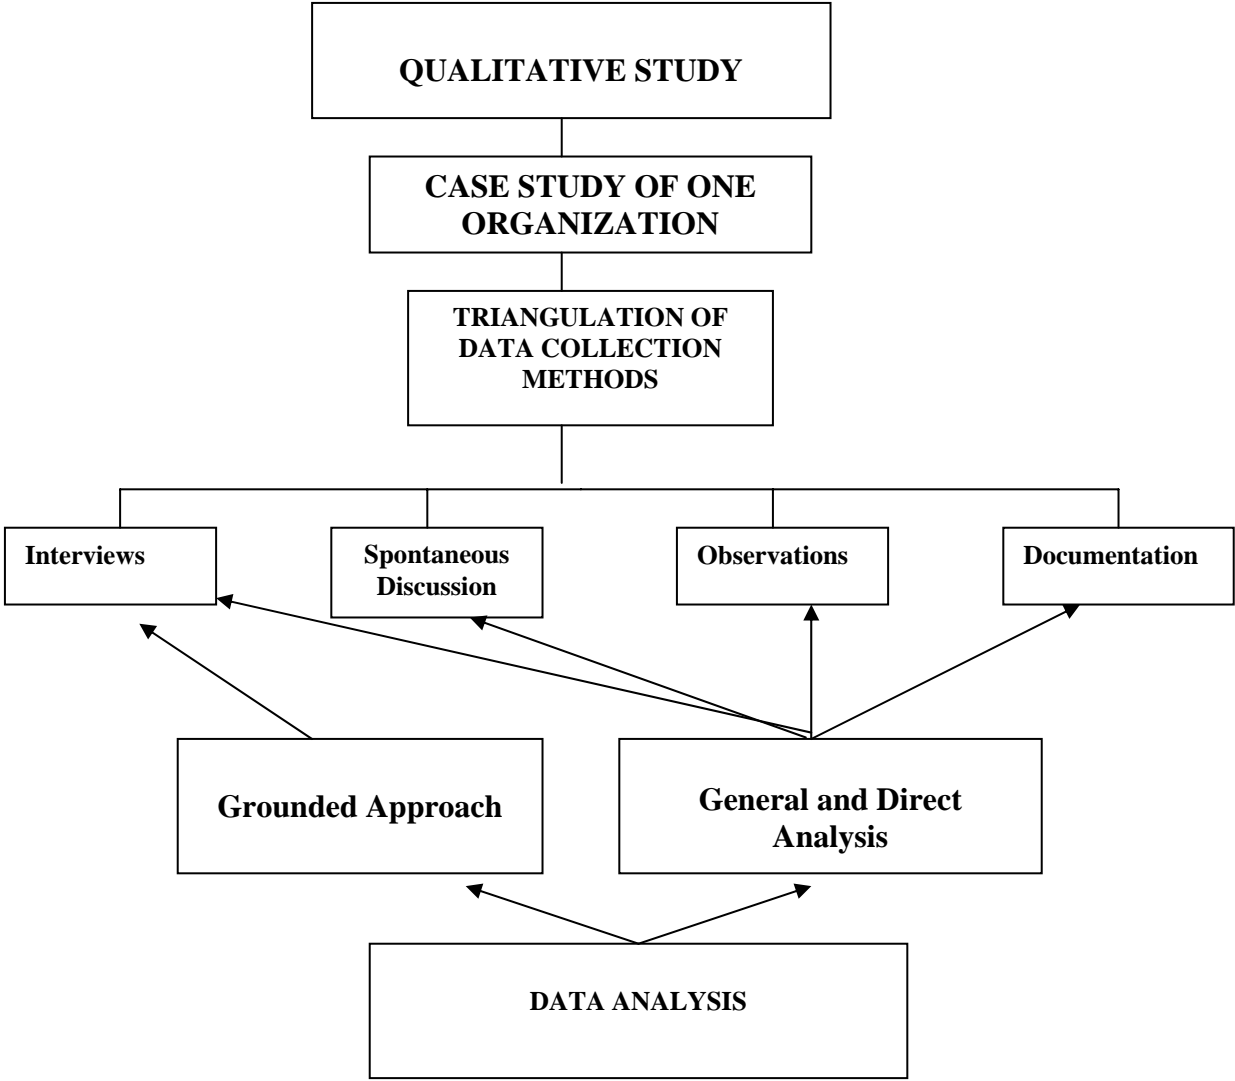 QUALITATIVE STUDY
CASE STUDY OF ONE
ORGANIZATION
TRIANGULATION OF
DATA COLLECTION
METHODS
Interviews
Spontaneous
Discussion
Observations
Documentation
Grounded Approach
General and Direct
Analysis
DATA ANALYSIS